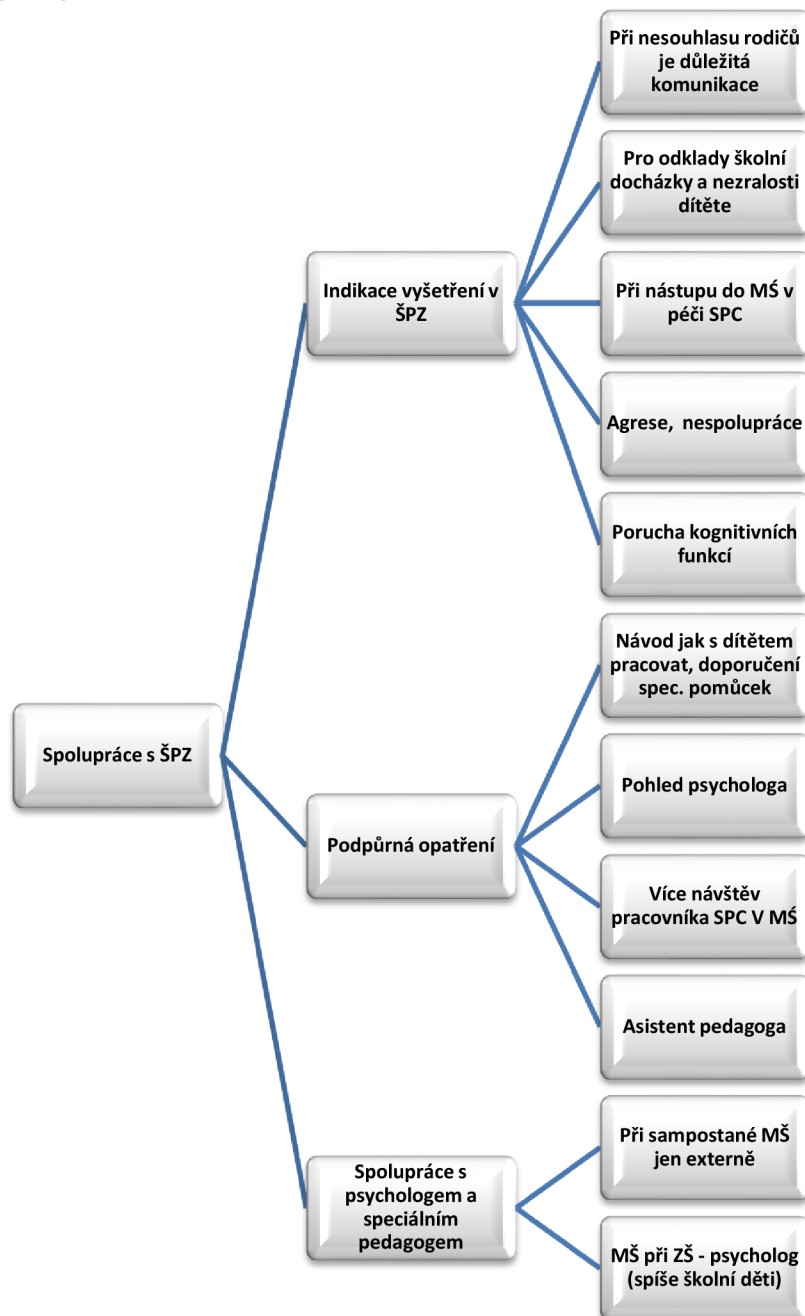 Při nesouhlasu rodičů
je důležitá
komunikace
Pro odklady školní
docházky a nezralosti
dítěte
Indikace vyšetření v
ŠPZ
Při nástupu do MŚ v
péči SPC
Agrese, nespolupráce
Porucha kognitivních
funkcí
Spolupráce s ŠPZ
Návod jak s dítětem
pracovat, doporučení
spec. pomůcek
Pohled psychologa
Podpůrná opatření
Více návštěv
pracovníka SPC V MŚ
Asistent pedagoga
Spolupráce s
psychologem a
speciálním
pedagogem
Při sampostané MŠ
jen externě
MŠ při ZŠ - psycholog
(spíše školní děti)